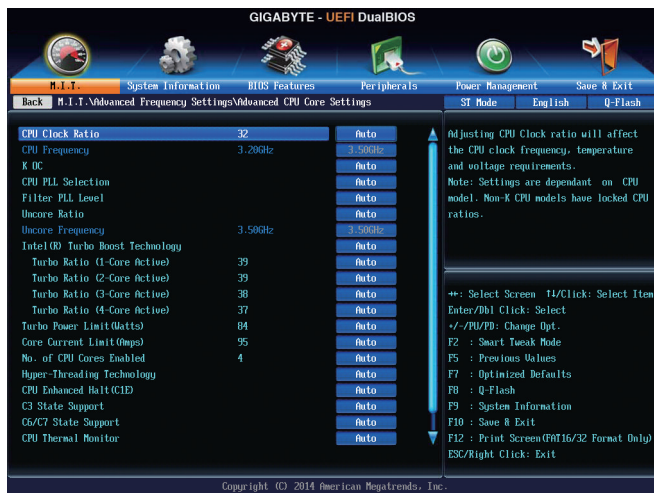 GIGABYTE - UEFI DualBIOS
M.I.T. System Information BIOS Features Peripherals Power Management Save & Exit
Back M.I.T.\Advanced Frequency Settings\Advanced CPU Core Settings ST Mode English Q-Flash
CPU Clock Ratio 32 Auto
CPU Frequency 3.20GHz 3.50GHz
K OC Auto
CPU PLL Selection Auto
Filter PLL Level Auto
Uncore Ratio Auto
Uncore Frequency 3.50GHz 3.50GHz
Intel(R) Turbo Boost Technology Auto
Turbo Ratio (1-Core Active) 39 Auto
Turbo Ratio (2-Core Active) 39 Auto
Turbo Ratio (3-Core Active) 38 Auto
Turbo Ratio (4-Core Active) 37 Auto
Turbo Power Limit(Watts) 84 Auto
Core Current Limit(Amps) 95 Auto
No. of CPU Cores Enabled 4 Auto
Hyper-Threading Technology Auto
CPU Enhanced Halt(C1E) Auto
C3 State Support Auto
C6/C7 State Support Auto
CPU Thermal Monitor Auto
Adjusting CPU Clock ratio will affect
the CPU clock frequency, temperature
and voltage requirements.
Note: Settings are dependant on CPU
model. Non-K CPU models have locked CPU
ratios.
↔: Select Screen ↑↓/Click: Select Item
Enter/Dbl Click: Select
+/-/PU/PD: Change Opt.
F2 : Smart Tweak Mode
F5 : Previous Values
F7 : Optimized Defaults
F8 : Q-Flash
F9 : System Information
F10 : Save & Exit
F12 : Print Screen(FAT16/32 Format Only)
ESC/Right Click: Exit
Copyright (C) 2014 American Megatrends, Inc.